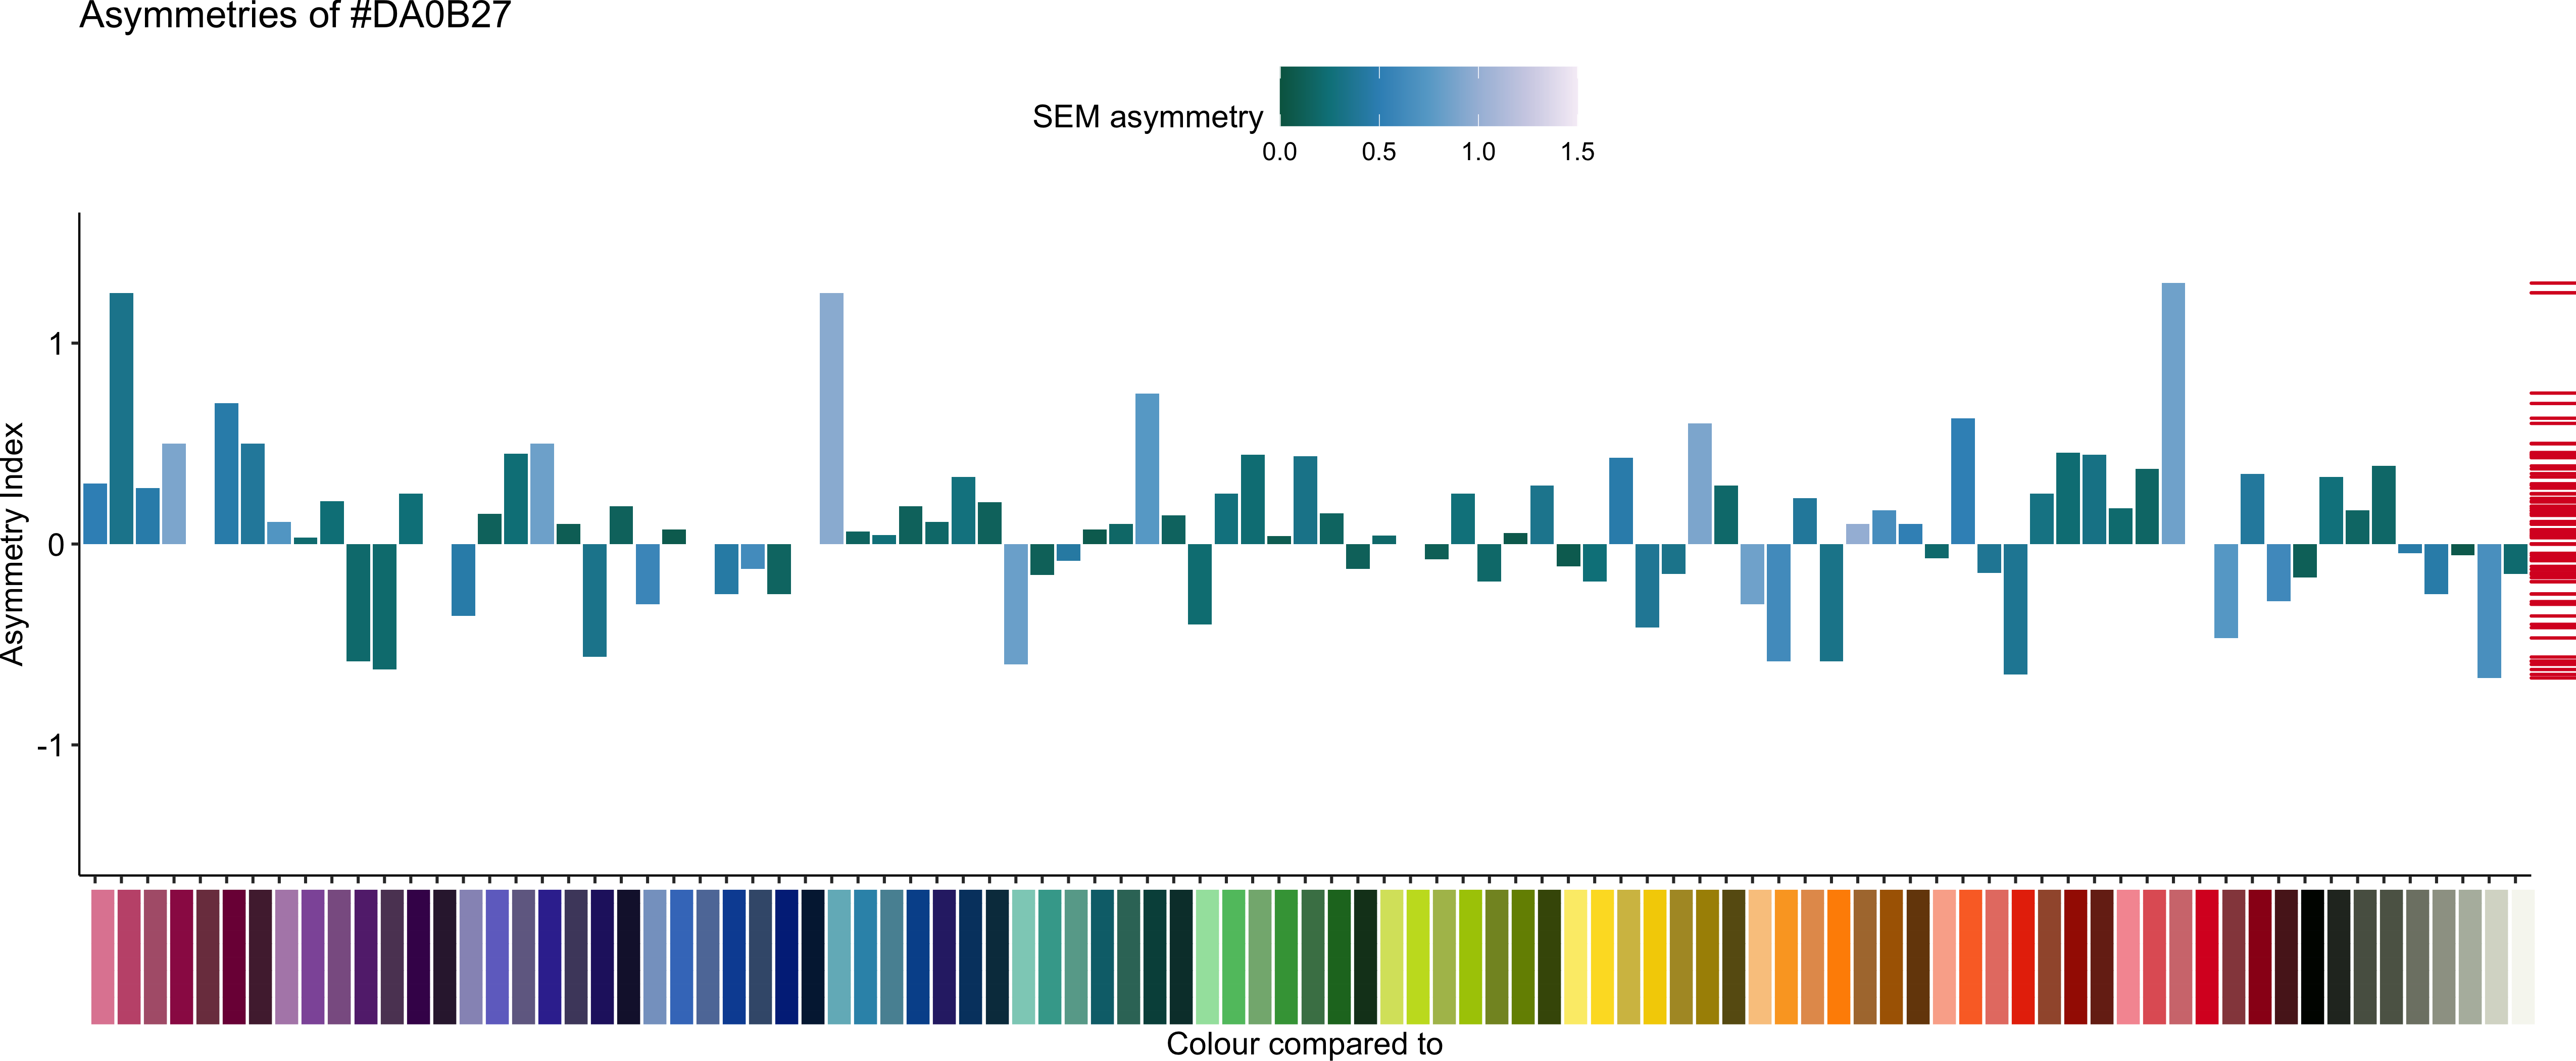 Asymmetries of #DA0B27
SEM asymmetry
0.0 0.5 1.0 1.5
Asymmetry Index
1
0
-1
Colour compared to